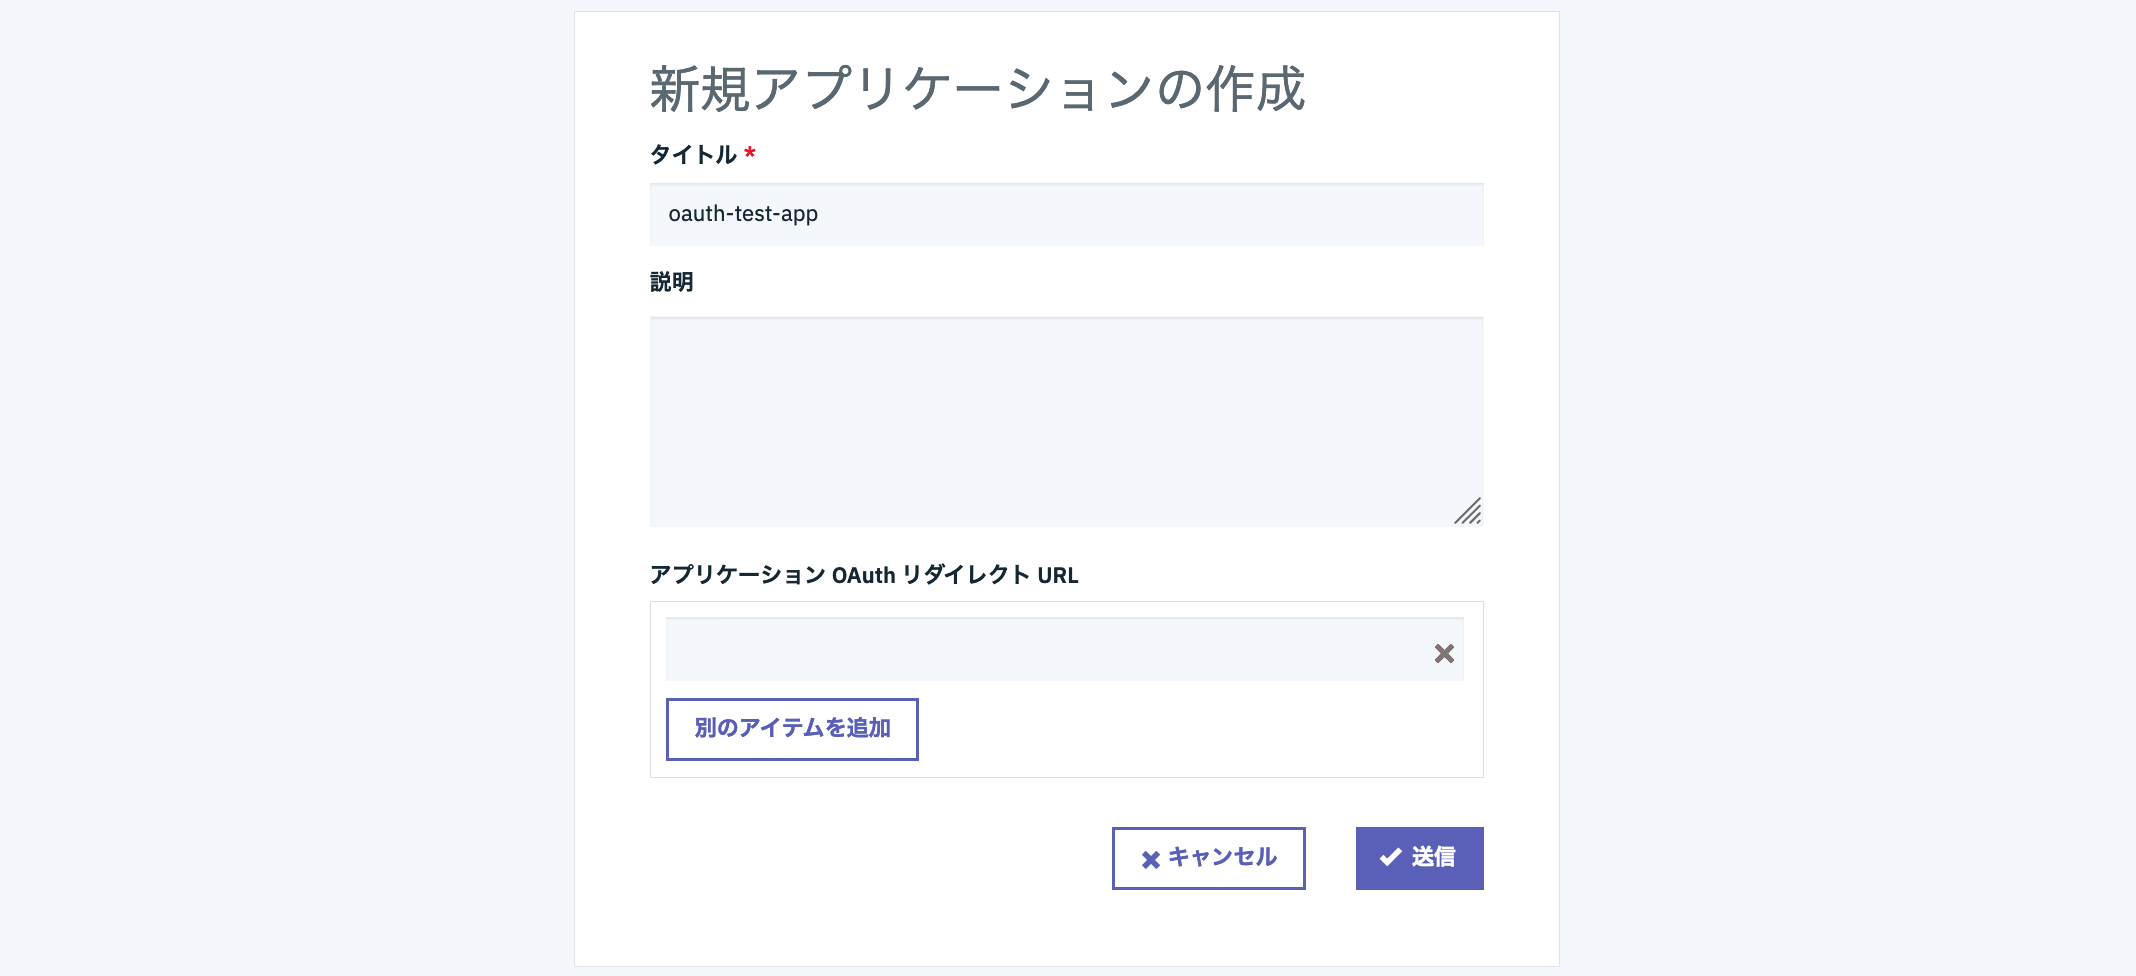 新規アプリケーションの作成
タイトル *
oauth-test-app
説明
アプリケーション OAuth リダイレクト URL
別のアイテムを追加
キャンセル
送信